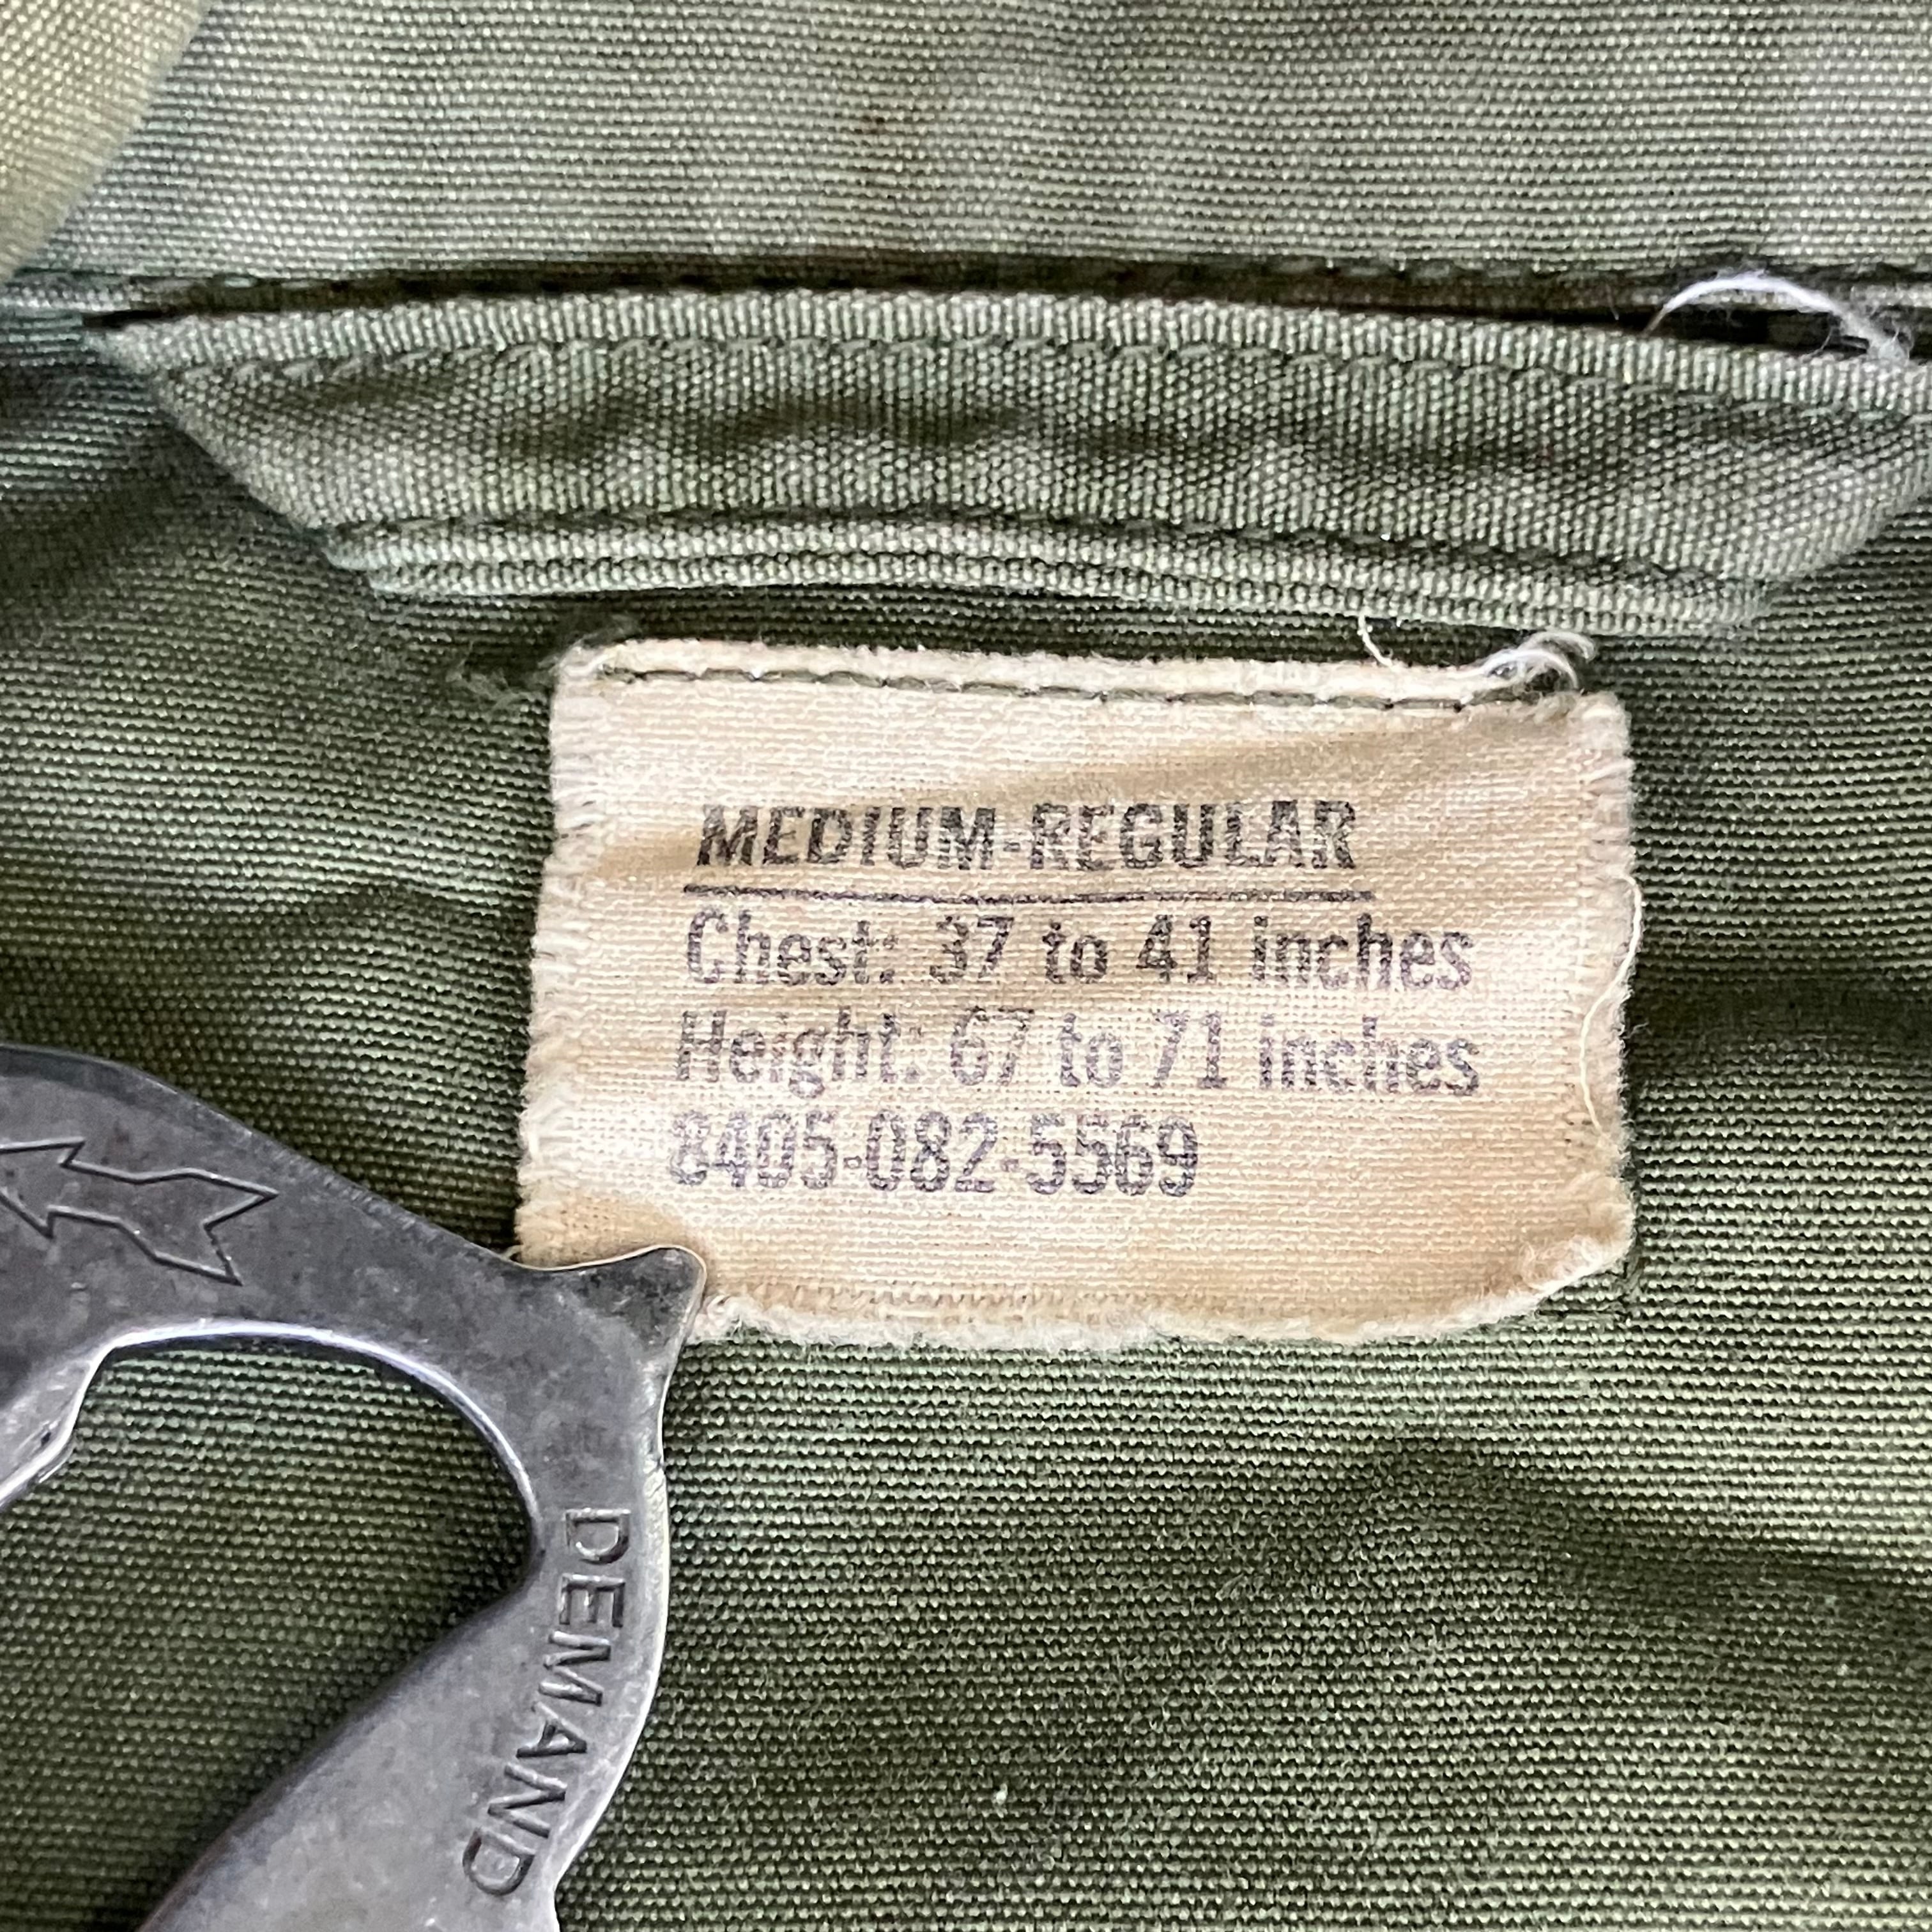 MEDIUM-REGULAR
Chest: 37 to 41 inches
Height: 67 to 71 inches
8405-082-5569
DEMAND